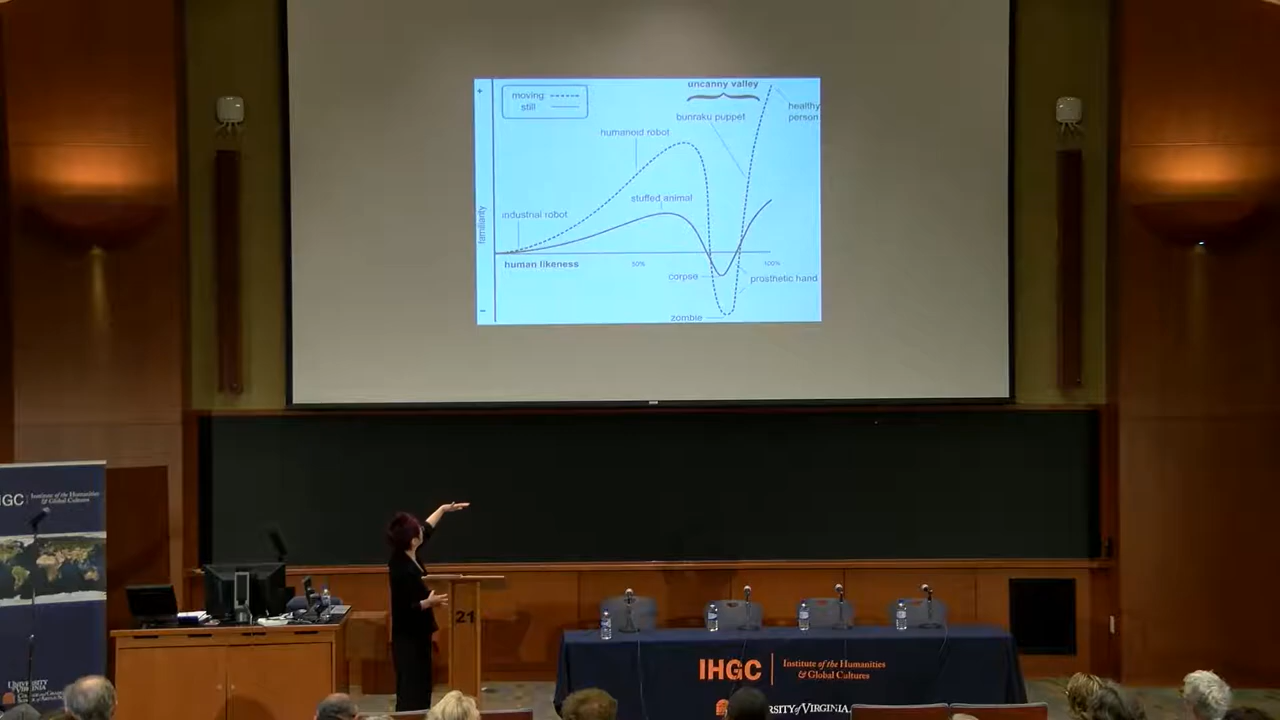 uncanny valley
+
moving
still
healthy
person
bunraku puppet
humanoid robot
stuffed animal
industrial robot
familiarity
human likeness
50%
100%
corpse
prosthetic hand
zombie
-
IHGC
Institute of the Humanities
& Global Cultures
UNIVERSITY
VIRGINIA
21
IHGC
Institute of the Humanities
& Global Cultures
RSITY of VIRGINIA